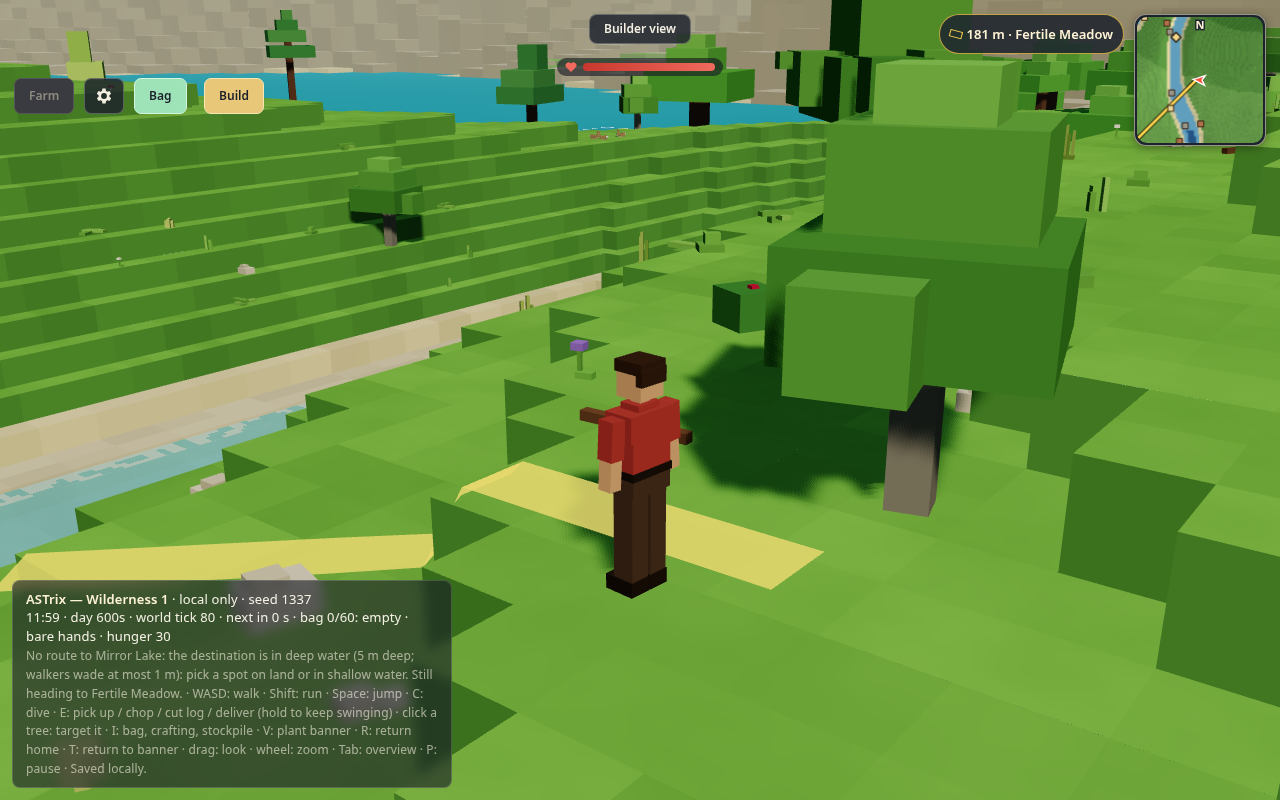 Builder view
181 m · Fertile Meadow
N
Farm
Bag
Build
ASTrix — Wilderness 1 · local only · seed 1337
11:59 · day 600s · world tick 80 · next in 0 s · bag 0/60: empty ·
bare hands · hunger 30
No route to Mirror Lake: the destination is in deep water (5 m deep;
walkers wade at most 1 m): pick a spot on land or in shallow water. Still
heading to Fertile Meadow. · WASD: walk · Shift: run · Space: jump · C:
dive · E: pick up / chop / cut log / deliver (hold to keep swinging) · click a
tree: target it · I: bag, crafting, stockpile · V: plant banner · R: return
home · T: return to banner · drag: look · wheel: zoom · Tab: overview · P:
pause · Saved locally.